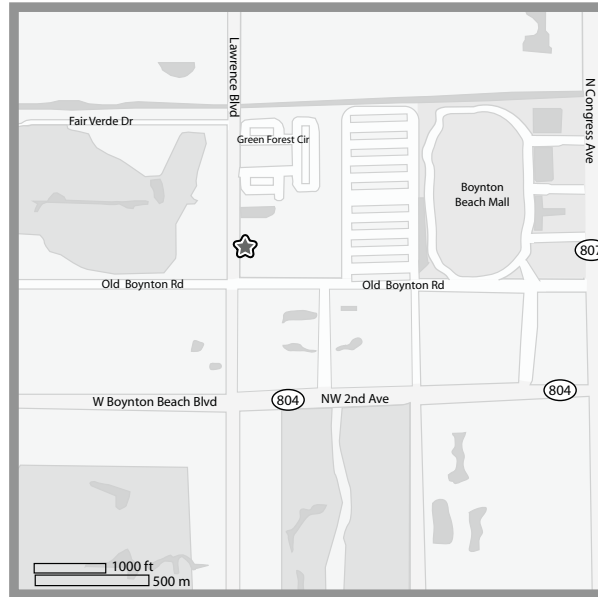 Lawrence Blvd
N Congress Ave
Fair Verde Dr
Green Forest Cir
Boynton
Beach Mall
807
Old Boynton Rd
Old Boynton Rd
804
W Boynton Beach Blvd
804
NW 2nd Ave
1000 ft
500 m